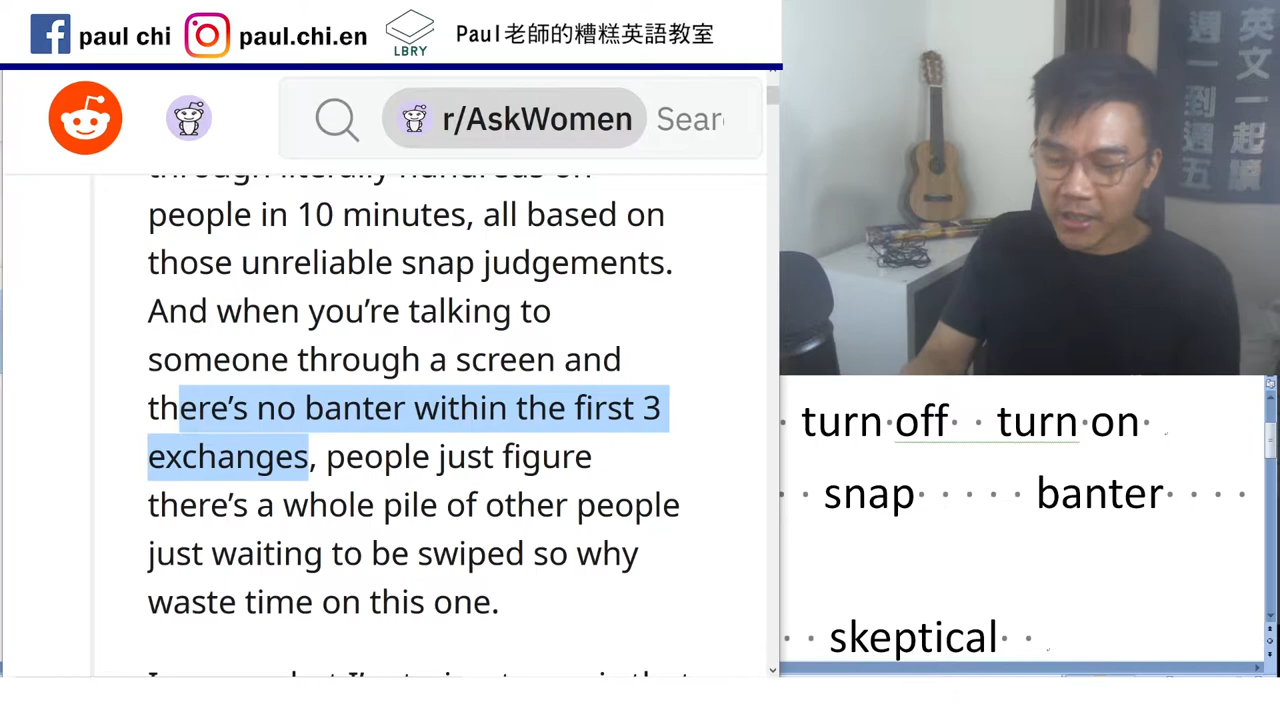 paul chi
paul.chi.en
LBRY
Paul老師的糟糕英語教室
r/AskWomen
Sear
people in 10 minutes, all based on
those unreliable snap judgements.
And when you’re talking to
someone through a screen and
there’s no banter within the first 3
exchanges, people just figure
there’s a whole pile of other people
just waiting to be swiped so why
waste time on this one.
英文一起讀
週一到週五
turn off turn on
snap banter
skeptical